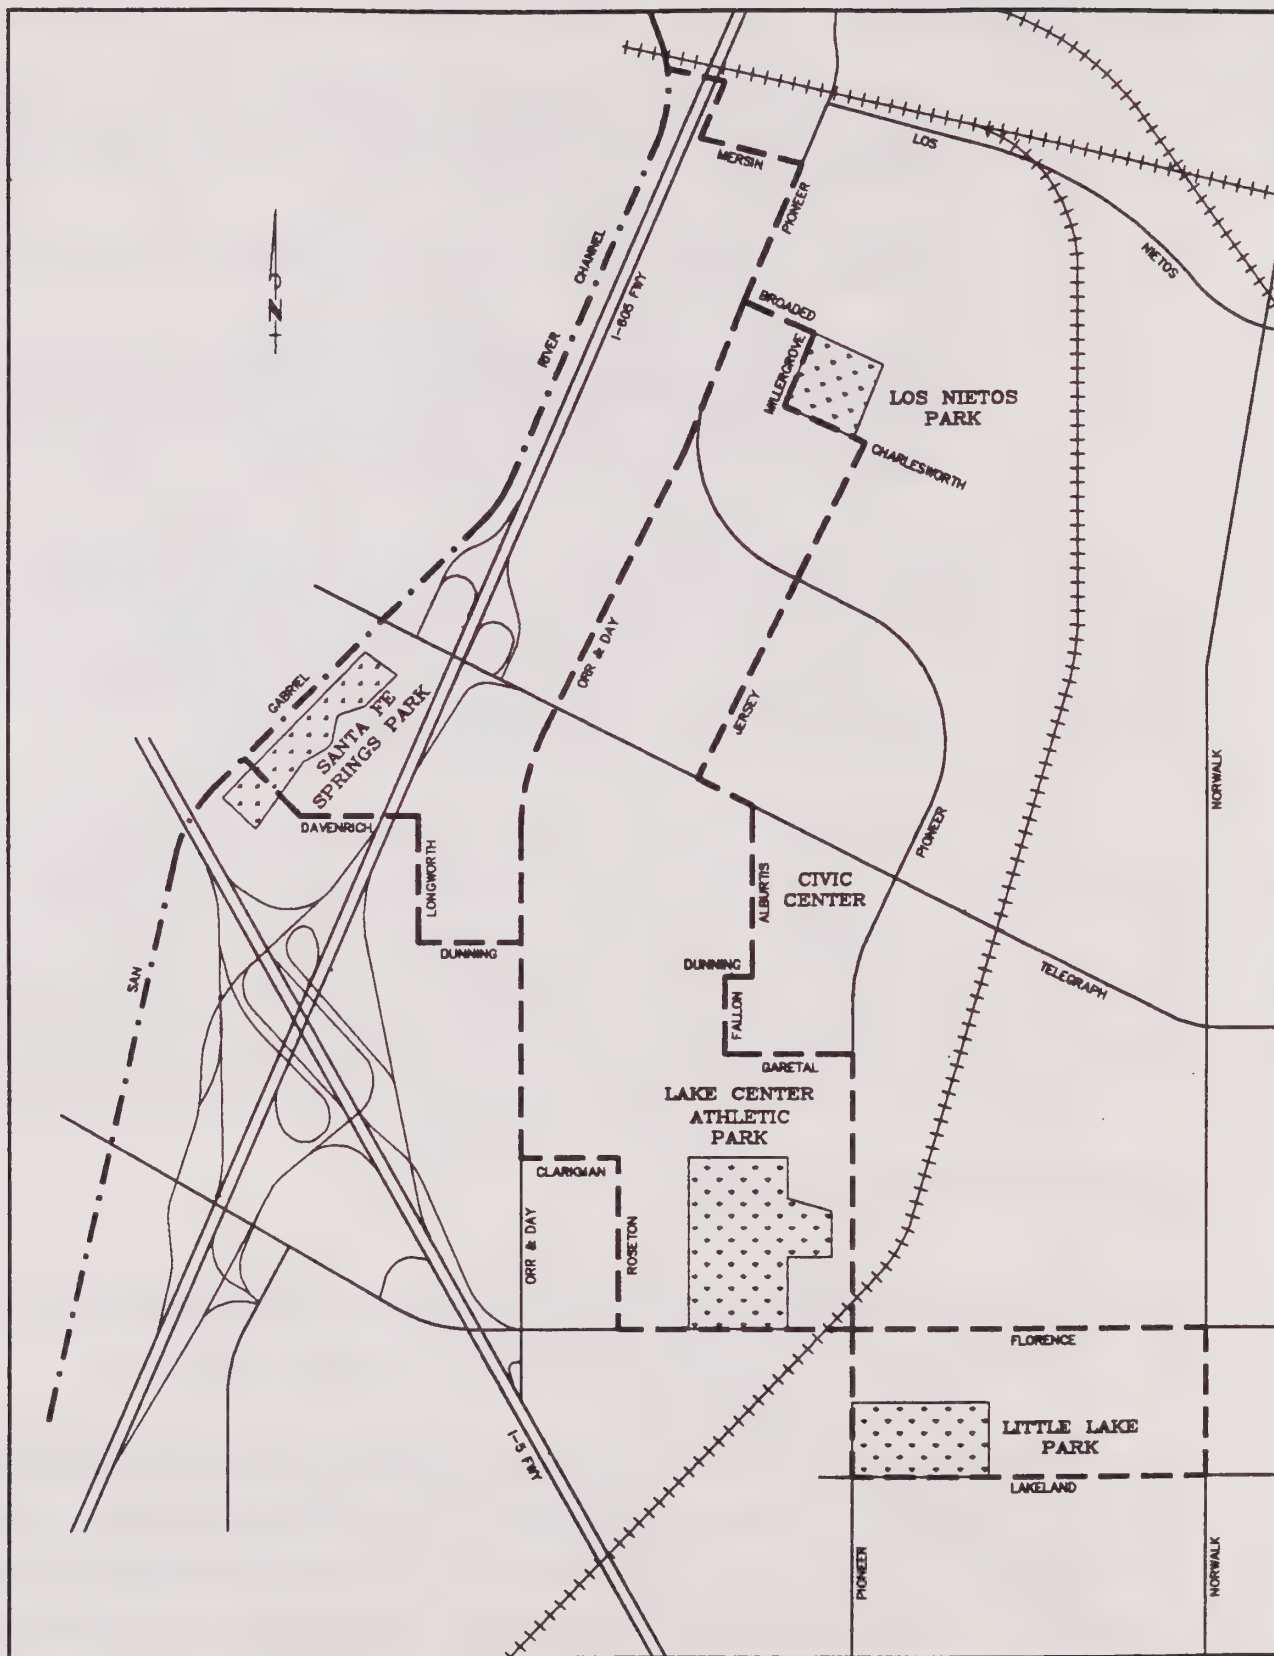 LOS
MERSIN
PIONEER
NIETOS
CHANNEL
N
I-605 FWY
BROADED
RIVER
MILLERGROVE
LOS NIETOS
PARK
CHARLESWORTH
ORR & DAY
GABRIEL
SANTA FE
SPRINGS PARK
JERSEY
NORWALK
DAVENRICH
PIONEER
LONGWORTH
ALBURTIS
CIVIC
CENTER
DUNNING
DUNNING
SAN
TELEGRAPH
FALLON
GARETAL
LAKE CENTER
ATHLETIC
PARK
CLARKMAN
ORR & DAY
ROSETON
FLORENCE
LITTLE LAKE
PARK
I-5 FWY
LAKELAND
PIONEER
NORWALK